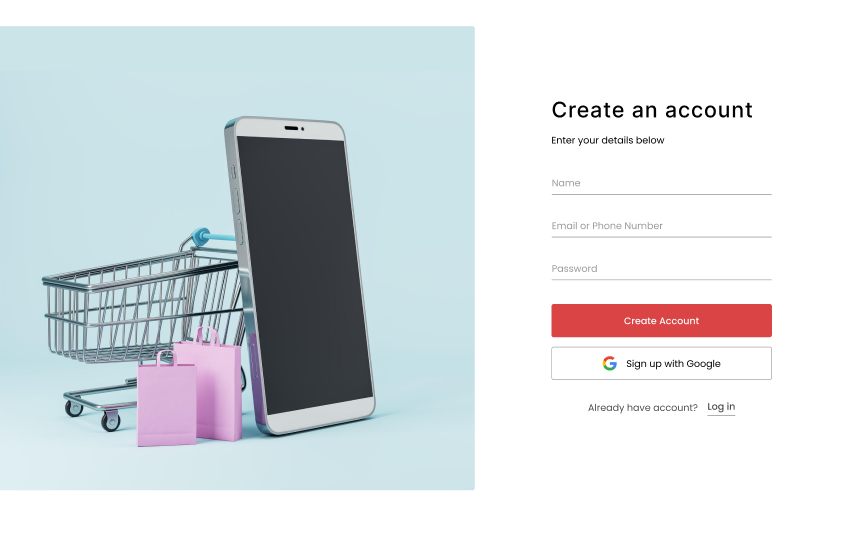 Create an account
Enter your details below
Name
Email or Phone Number
Password
Create Account
Sign up with Google
Already have account? Log in